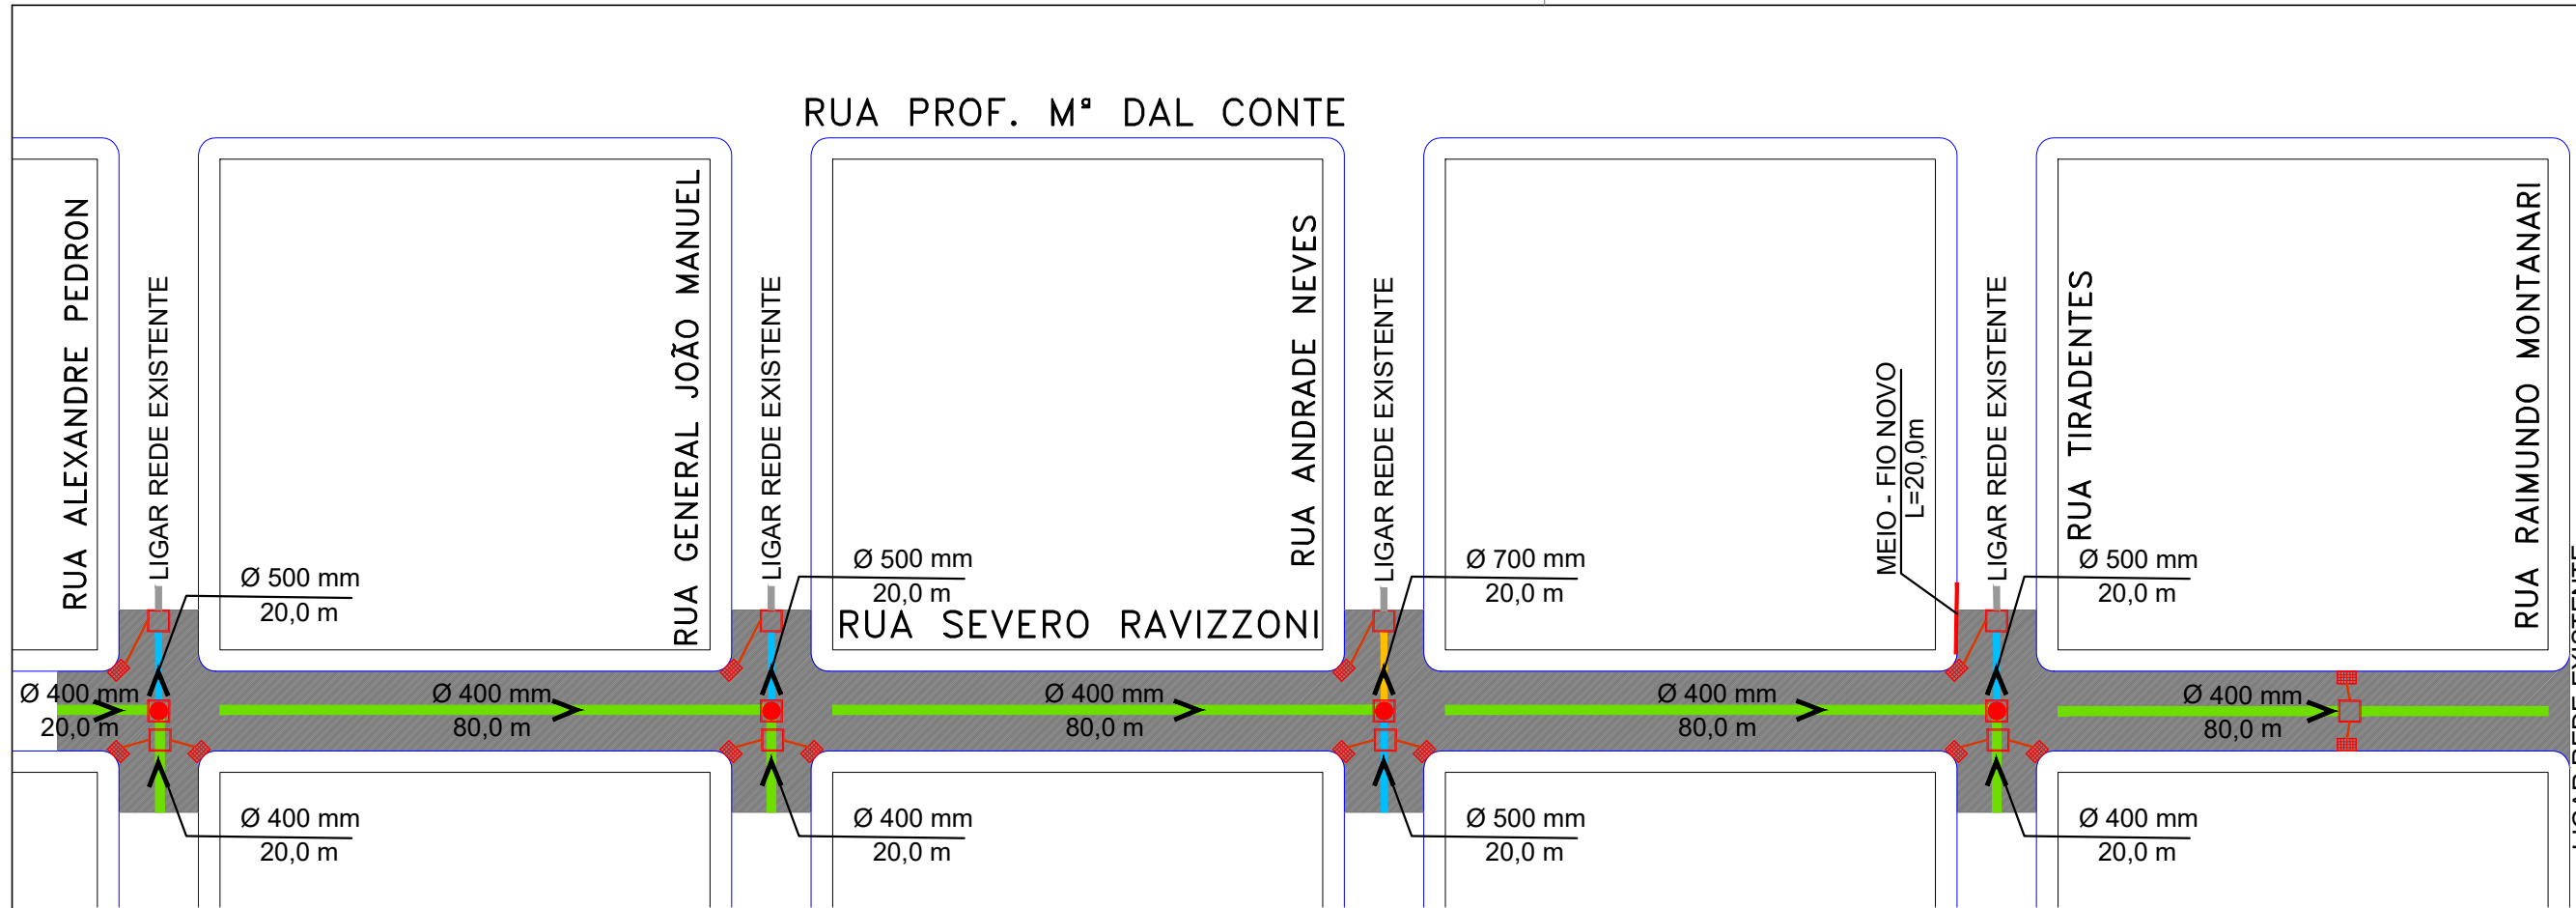 RUA PROF. Mª DAL CONTE
RUA ALEXANDRE PEDRON
LIGAR REDE EXISTENTE
RUA GENERAL JOÃO MANUEL
LIGAR REDE EXISTENTE
RUA ANDRADE NEVES
LIGAR REDE EXISTENTE
MEIO - FIO NOVO
L=20,0m
LIGAR REDE EXISTENTE
RUA TIRADENTES
RUA RAIMUNDO MONTANARI
LIGAR REDE EXISTENTE
Ø 500 mm
20,0 m
Ø 500 mm
20,0 m
Ø 700 mm
20,0 m
Ø 500 mm
20,0 m
RUA SEVERO RAVIZZONI
Ø 400 mm
20,0 m
Ø 400 mm
80,0 m
Ø 400 mm
80,0 m
Ø 400 mm
80,0 m
Ø 400 mm
80,0 m
Ø 400 mm
20,0 m
Ø 400 mm
20,0 m
Ø 500 mm
20,0 m
Ø 400 mm
20,0 m